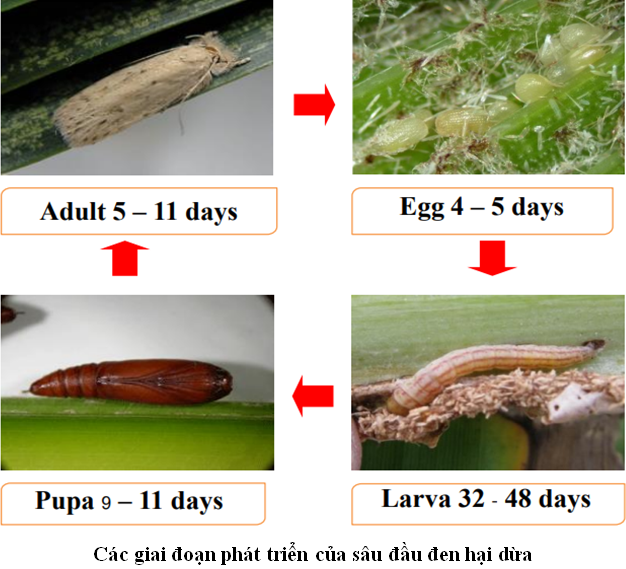 Adult 5 – 11 days
Egg 4 – 5 days
Pupa 9 – 11 days
Larva 32 - 48 days
Các giai đoạn phát triển của sâu đầu đen hại dừa